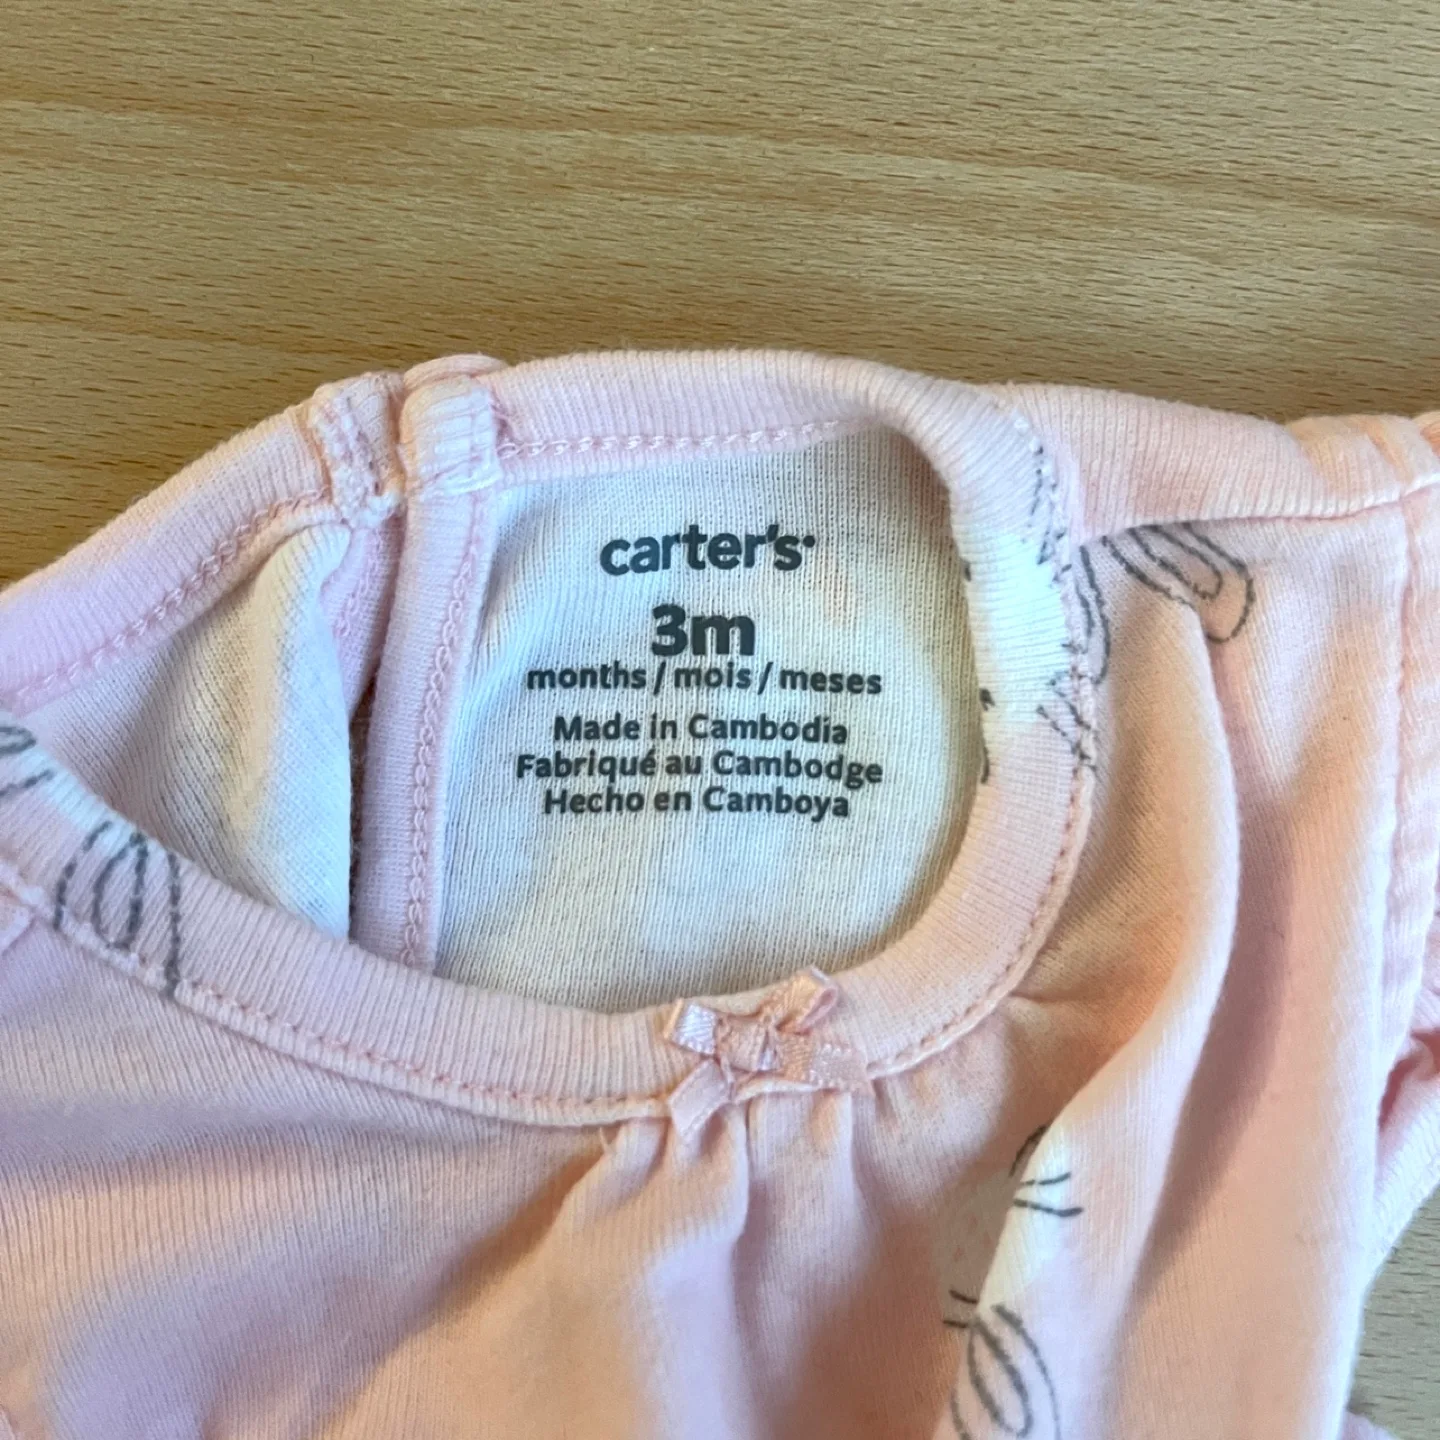 carter's
3m
months / mois / meses
Made in Cambodia
Fabriqué au Cambodge
Hecho en Camboya